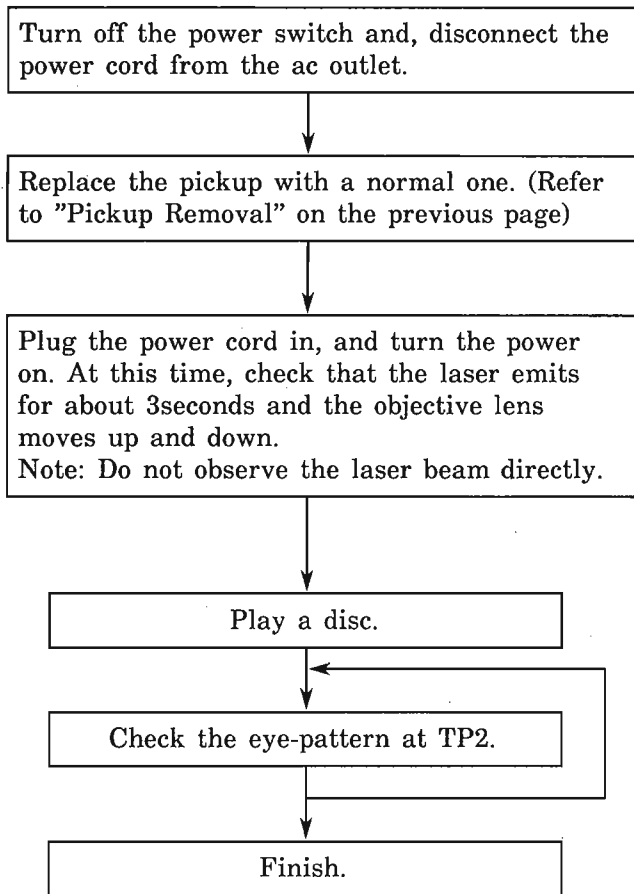 Turn off the power switch and, disconnect the
power cord from the ac outlet.
Replace the pickup with a normal one. (Refer
to ”Pickup Removal” on the previous page)
Plug the power cord in, and turn the power
on. At this time, check that the laser emits
for about 3seconds and the objective lens
moves up and down.
Note: Do not observe the laser beam directly.
Play a disc.
Check the eye-pattern at TP2.
Finish.